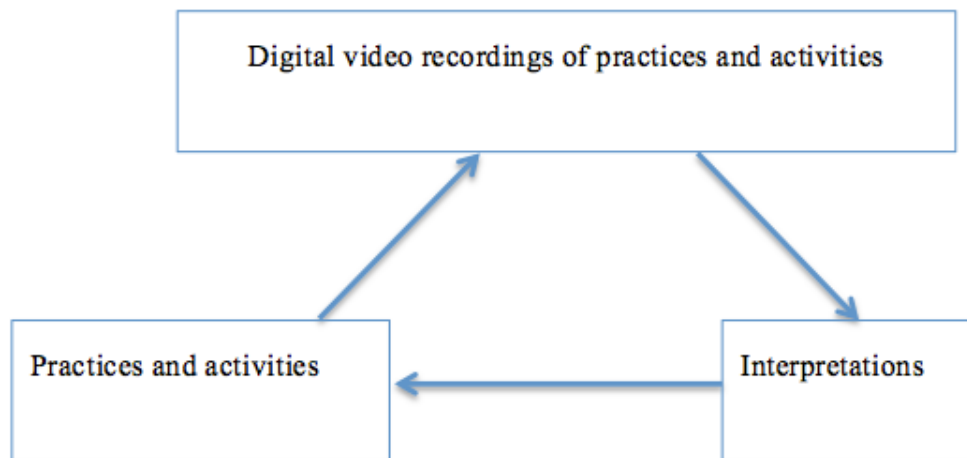 Digital video recordings of practices and activities
Practices and activities
Interpretations